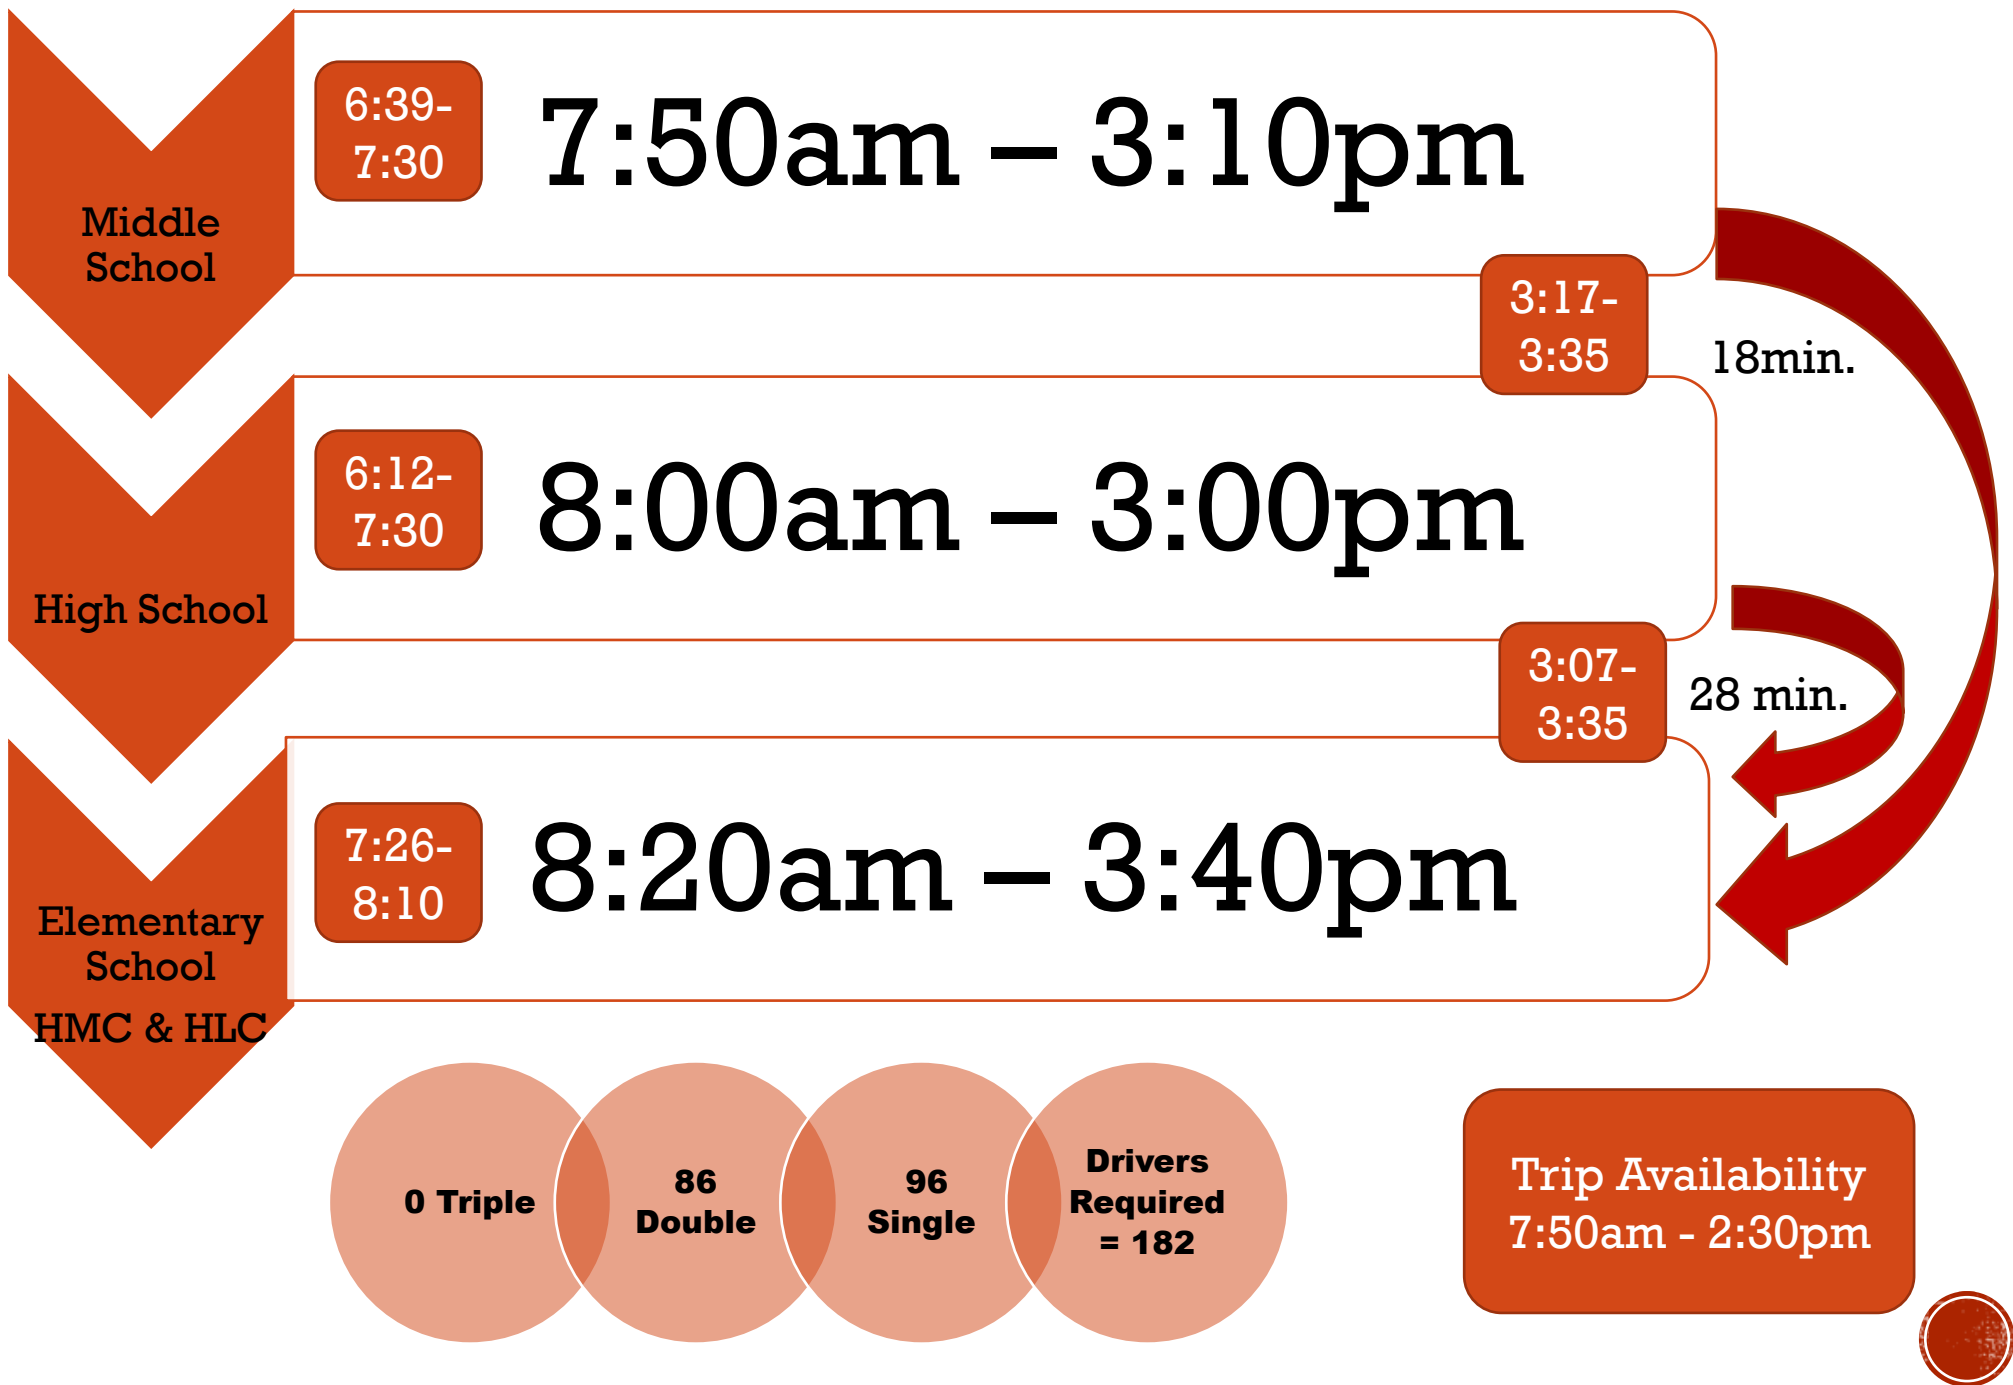 Middle
School
6:39-
7:30
7:50am – 3:10pm
3:17-
3:35
18min.
High School
6:12-
7:30
8:00am – 3:00pm
3:07-
3:35
28 min.
Elementary
School
HMC & HLC
7:26-
8:10
8:20am – 3:40pm
0 Triple
86
Double
96
Single
Drivers
Required
= 182
Trip Availability
7:50am - 2:30pm